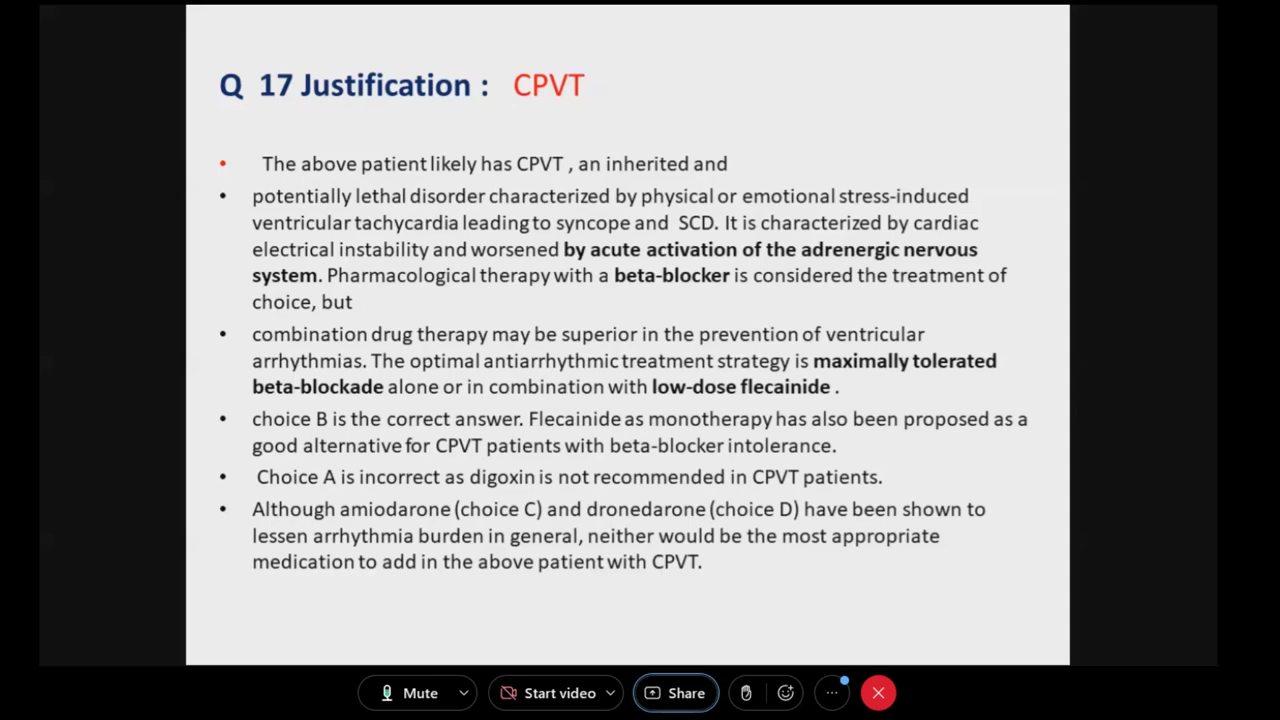 Q 17 Justification : CPVT
• The above patient likely has CPVT , an inherited and
• potentially lethal disorder characterized by physical or emotional stress-induced
ventricular tachycardia leading to syncope and SCD. It is characterized by cardiac
electrical instability and worsened by acute activation of the adrenergic nervous
system. Pharmacological therapy with a beta-blocker is considered the treatment of
choice, but
• combination drug therapy may be superior in the prevention of ventricular
arrhythmias. The optimal antiarrhythmic treatment strategy is maximally tolerated
beta-blockade alone or in combination with low-dose flecainide .
• choice B is the correct answer. Flecainide as monotherapy has also been proposed as a
good alternative for CPVT patients with beta-blocker intolerance.
• Choice A is incorrect as digoxin is not recommended in CPVT patients.
• Although amiodarone (choice C) and dronedarone (choice D) have been shown to
lessen arrhythmia burden in general, neither would be the most appropriate
medication to add in the above patient with CPVT.
Mute Start video Share